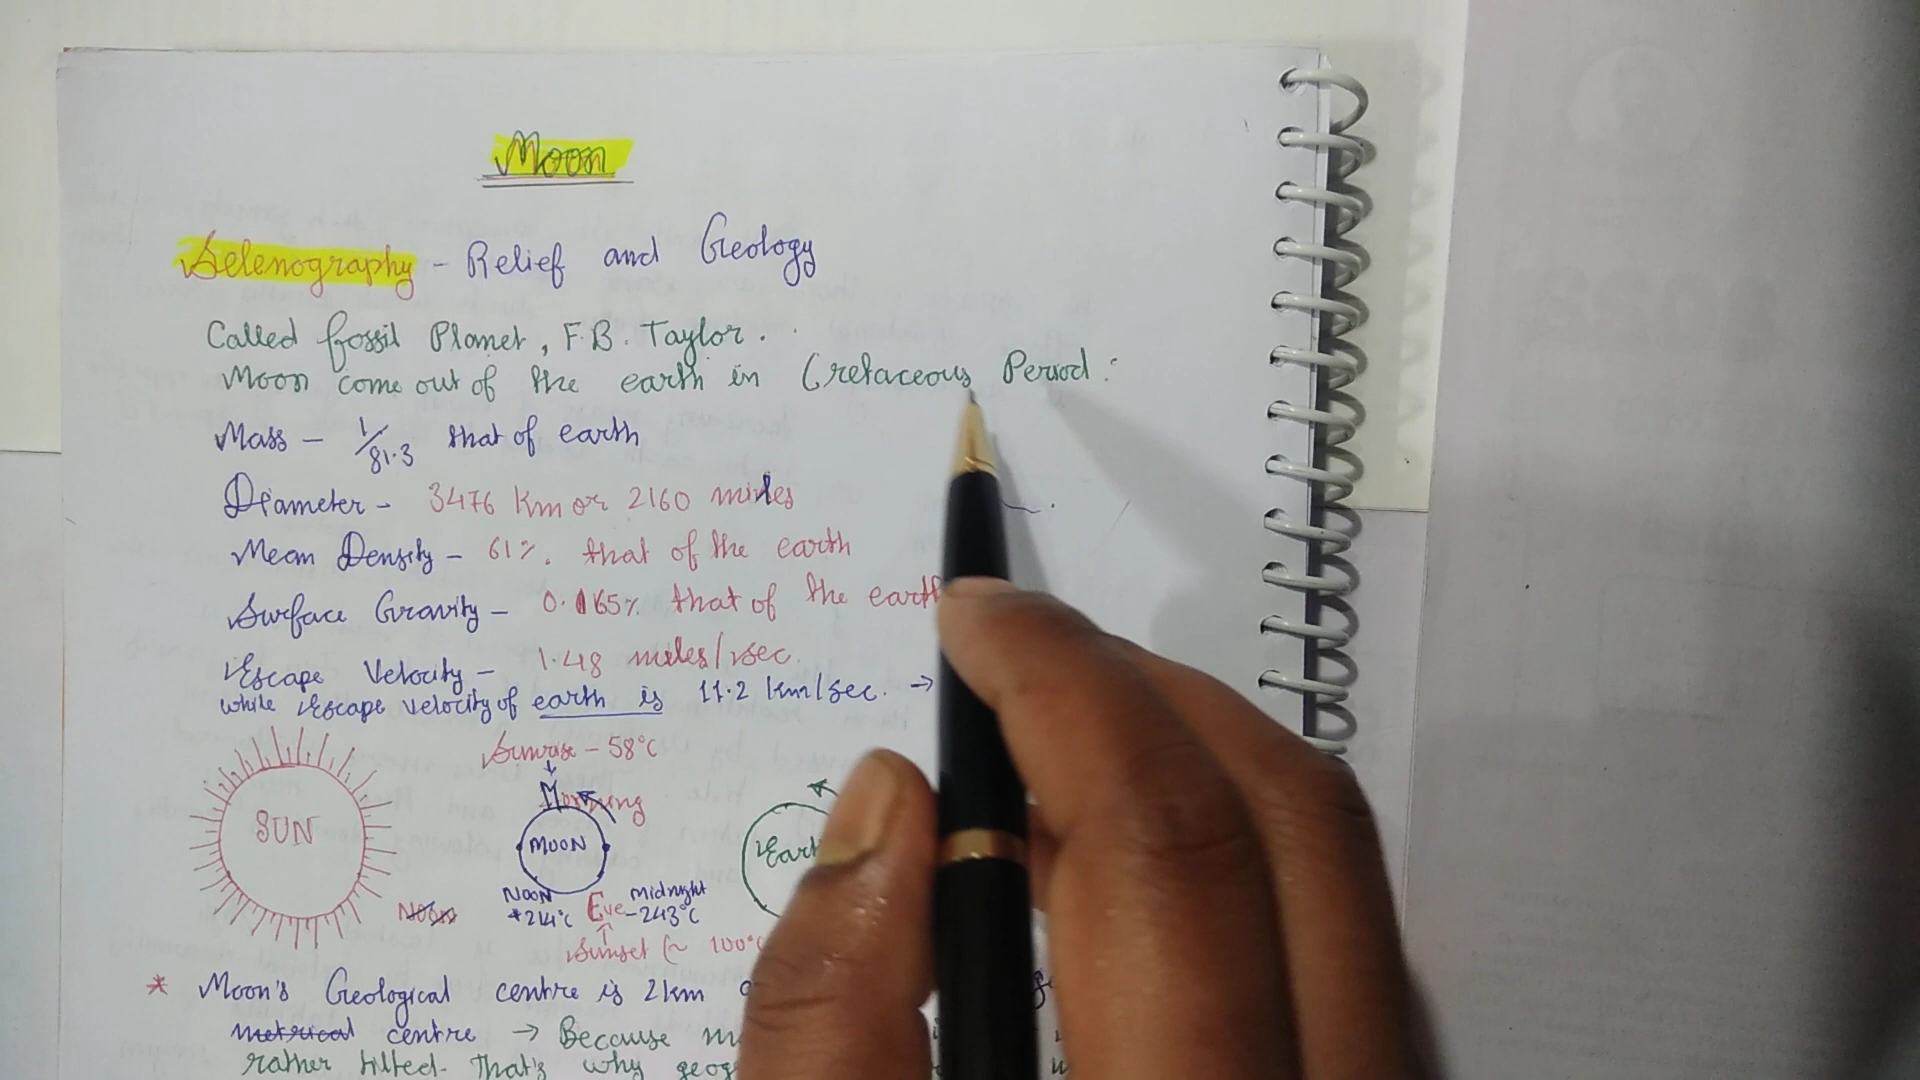 Moon
Selenography - Relief and Geology
Called fossil Planet, F.B. Taylor.
Moon come out of the earth in Cretaceous Period:
Mass - 1/81.3 that of earth
Diameter - 3476 Km or 2160 miles
Mean Density - 61%. that of the earth
Surface Gravity - 0.165% that of the earth
Escape Velocity - 1.48 miles/sec.
while Escape velocity of earth is 11.2 km/sec. →
Sunrise - 58°C
Morning
SUN
MOON
Noon
Noon
+214°C
Eve
Midnight
-243°C
Sunset (~ 100°C
* Moon's Geological centre is 2km
metrical centre → Because
rather tilted. That's why